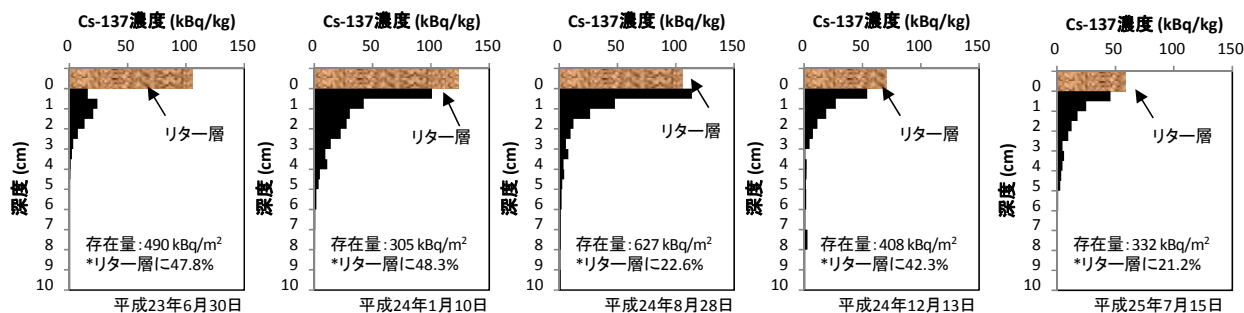 Cs-137濃度 (kBq/kg)
0 50 100 150
深度 (cm)
0
1
2
3
4
5
6
7
8
9
10
リター層
存在量:490 kBq/m²
*リター層に47.8%
平成23年6月30日
Cs-137濃度 (kBq/kg)
0 50 100 150
深度 (cm)
0
1
2
3
4
5
6
7
8
9
10
リター層
存在量:305 kBq/m²
*リター層に48.3%
平成24年1月10日
Cs-137濃度 (kBq/kg)
0 50 100 150
深度 (cm)
0
1
2
3
4
5
6
7
8
9
10
リター層
存在量:627 kBq/m²
*リター層に22.6%
平成24年8月28日
Cs-137濃度 (kBq/kg)
0 50 100 150
深度 (cm)
0
1
2
3
4
5
6
7
8
9
10
リター層
存在量:408 kBq/m²
*リター層に42.3%
平成24年12月13日
Cs-137濃度 (kBq/kg)
0 50 100 150
深度 (cm)
0
1
2
3
4
5
6
7
8
9
10
リター層
存在量:332 kBq/m²
*リター層に21.2%
平成25年7月15日